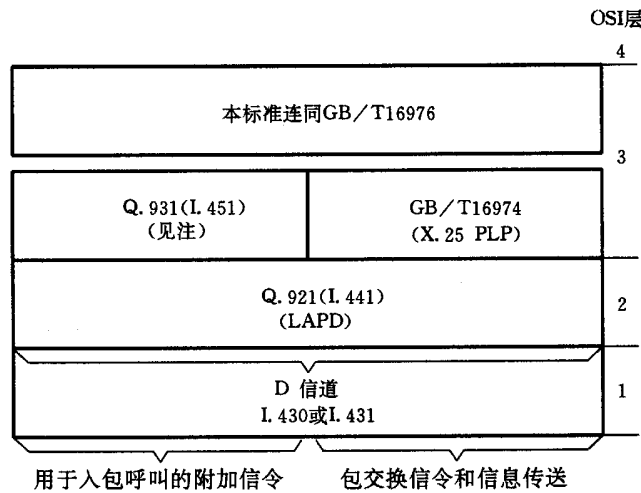 OSI层
4
本标准连同GB/T16976
3
Q.931(I.451)
(见注)
GB/T16974
(X.25 PLP)
Q.921(I.441)
(LAPD)
2
D 信道
I.430或I.431
1
用于入包呼叫的附加信令
包交换信令和信息传送